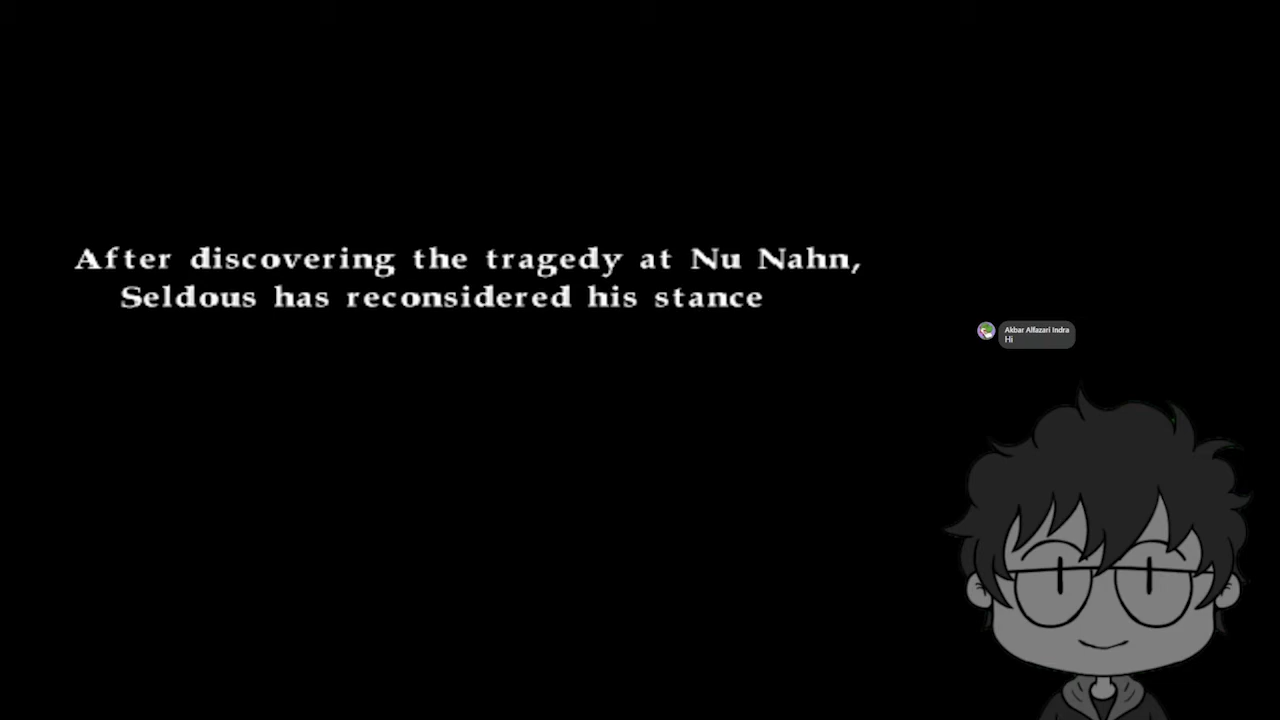 After discovering the tragedy at Nu Nahn,
Seldous has reconsidered his stance
Akbar Alfazari Indra
Hi